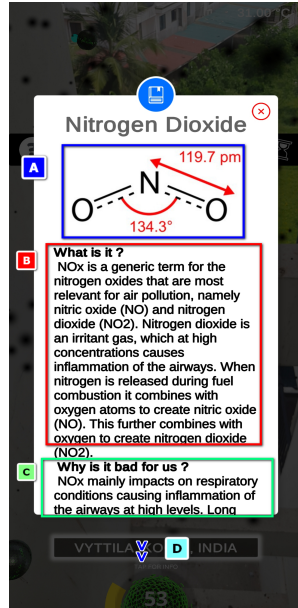 31.00 °C
Nitrogen Dioxide
A
119.7 pm
N
O
O
134.3°
B
What is it ?
NOx is a generic term for the
nitrogen oxides that are most
relevant for air pollution, namely
nitric oxide (NO) and nitrogen
dioxide (NO2). Nitrogen dioxide is
an irritant gas, which at high
concentrations causes
inflammation of the airways. When
nitrogen is released during fuel
combustion it combines with
oxygen atoms to create nitric oxide
(NO). This further combines with
oxygen to create nitrogen dioxide
(NO2).
C
Why is it bad for us ?
NOx mainly impacts on respiratory
conditions causing inflammation of
the airways at high levels. Long
VYTTILA, INDIA
D
53